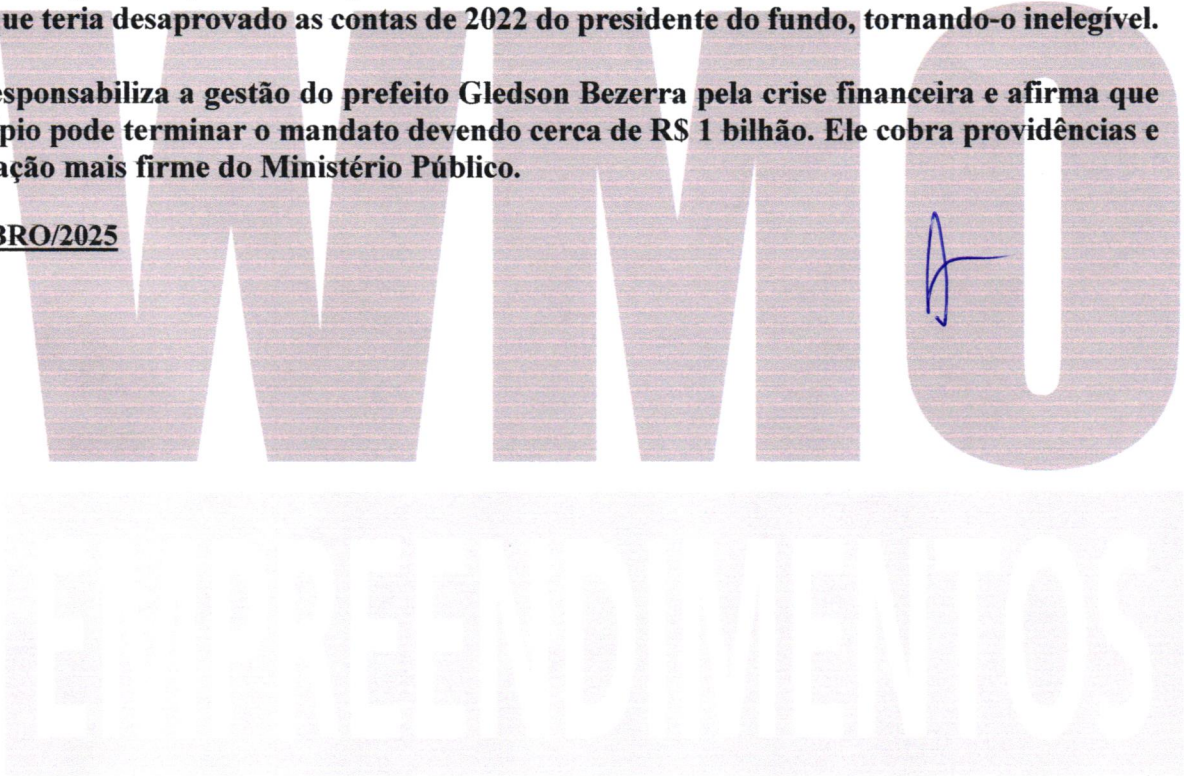 ue teria desaprovado as contas de 2022 do presidente do fundo, tornando-o inelegível.
esponsabiliza a gestão do prefeito Gledson Bezerra pela crise financeira e afirma que
pio pode terminar o mandato devendo cerca de R$ 1 bilhão. Ele cobra providências e
ação mais firme do Ministério Público.
BRO/2025
WMO
EMPREENDIMENTOS